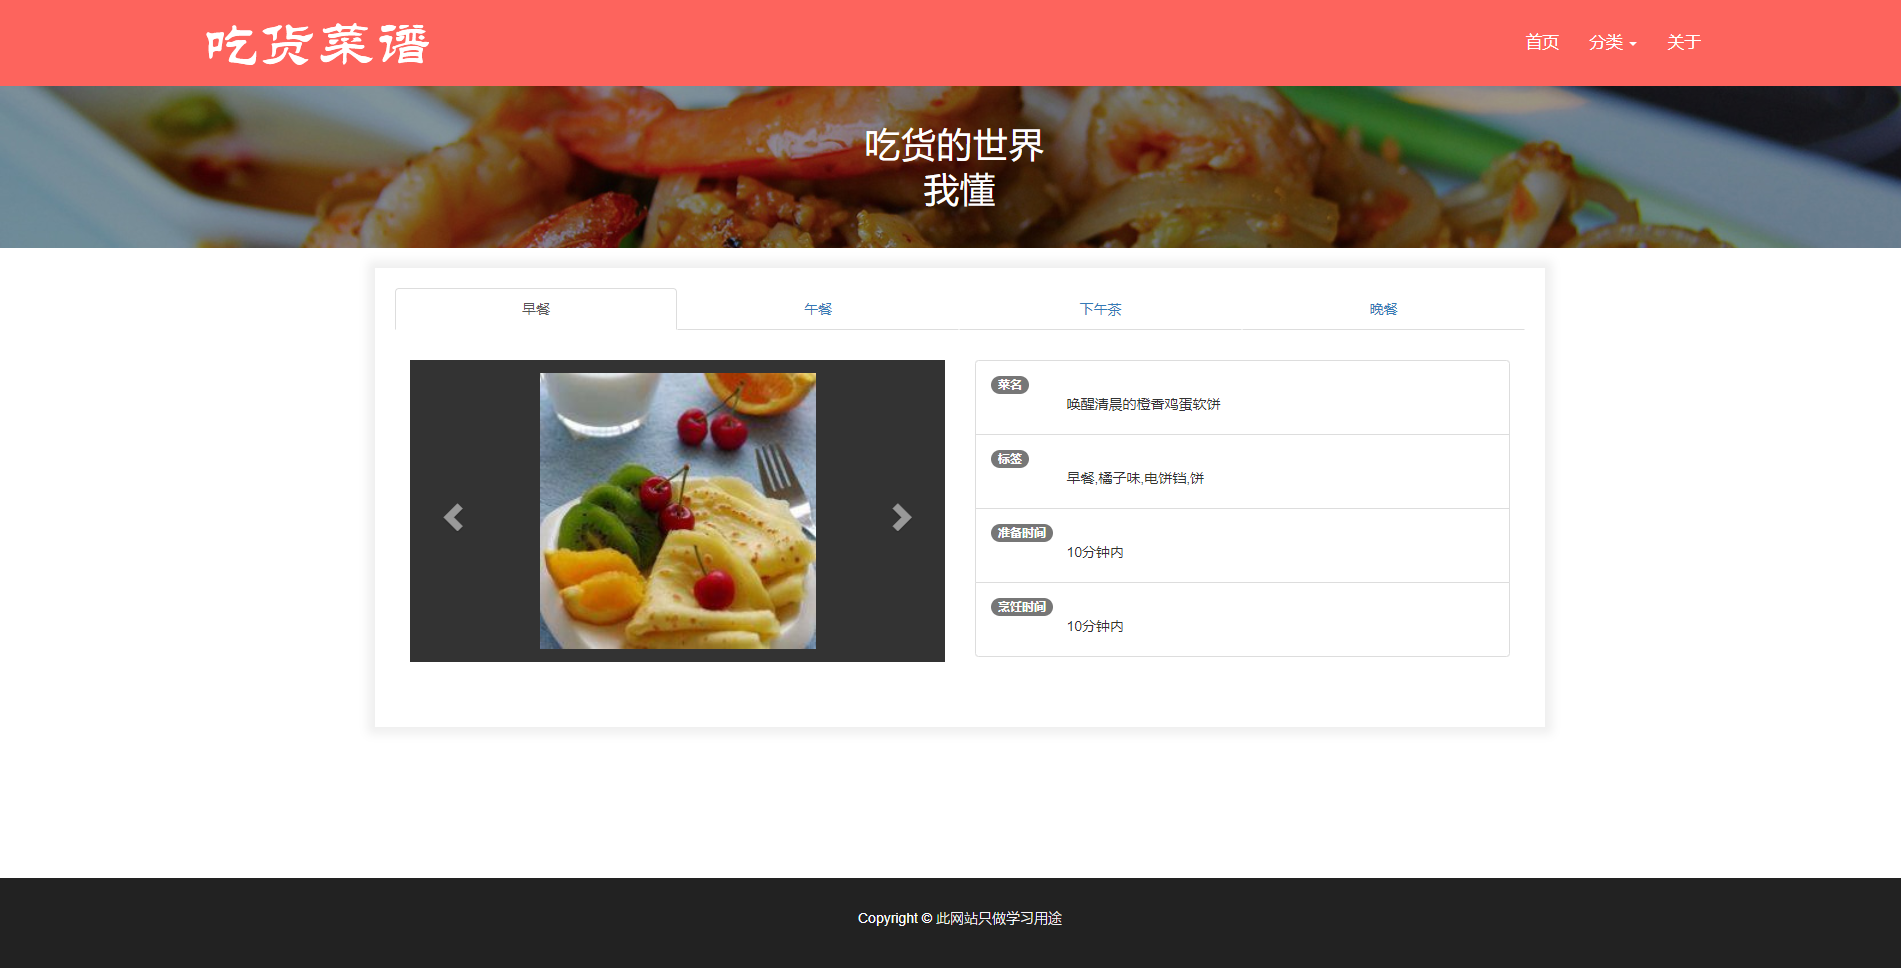 吃货菜谱
首页 分类 关于
吃货的世界
我懂
早餐 午餐 下午茶 晚餐
菜名
唤醒清晨的橙香鸡蛋软饼
标签
早餐,橘子味,电饼铛,饼
准备时间
10分钟内
烹饪时间
10分钟内
Copyright © 此网站只做学习用途